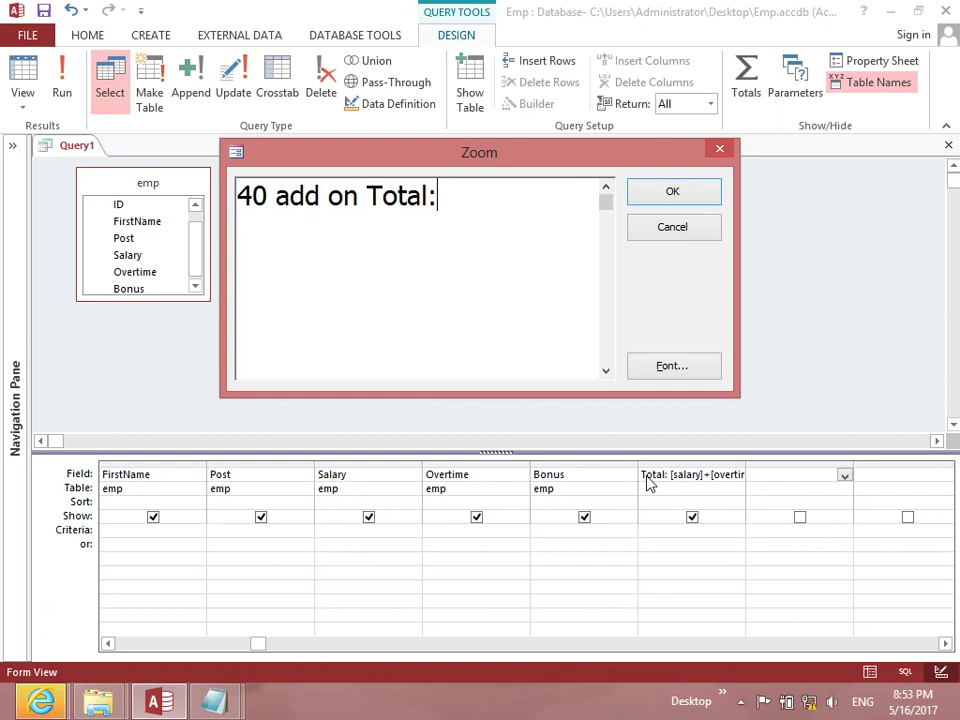 QUERY TOOLS
Emp : Database- C:\Users\Administrator\Desktop\Emp.accdb (Ac...
FILE
HOME
CREATE
EXTERNAL DATA
DATABASE TOOLS
DESIGN
Sign in
View
Run
Select
Make Table
Append
Update
Crosstab
Delete
Union
Pass-Through
Data Definition
Show Table
Insert Rows
Delete Rows
Builder
Insert Columns
Delete Columns
Return: All
Totals
Parameters
Property Sheet
Table Names
Results
Query Type
Query Setup
Show/Hide
Query1
Zoom
emp
ID
FirstName
Post
Salary
Overtime
Bonus
40 add on Total:
OK
Cancel
Font...
Navigation Pane
Field: FirstName Post Salary Overtime Bonus Total: [salary]+[overtir
Table: emp emp emp emp emp
Sort:
Show:
Criteria:
or:
Form View
SQL
Desktop
ENG
8:53 PM
5/16/2017